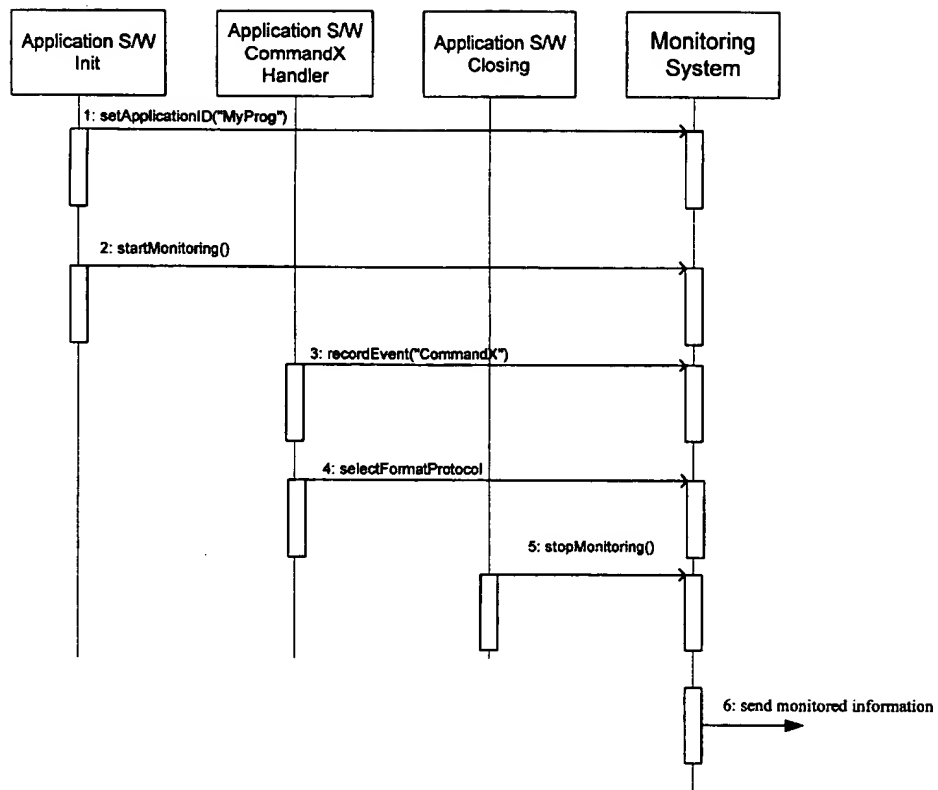 Application S/W
Init
Application S/W
CommandX
Handler
Application S/W
Closing
Monitoring
System
1: setApplicationID("MyProg")
2: startMonitoring()
3: recordEvent("CommandX")
4: selectFormatProtocol
5: stopMonitoring()
6: send monitored information